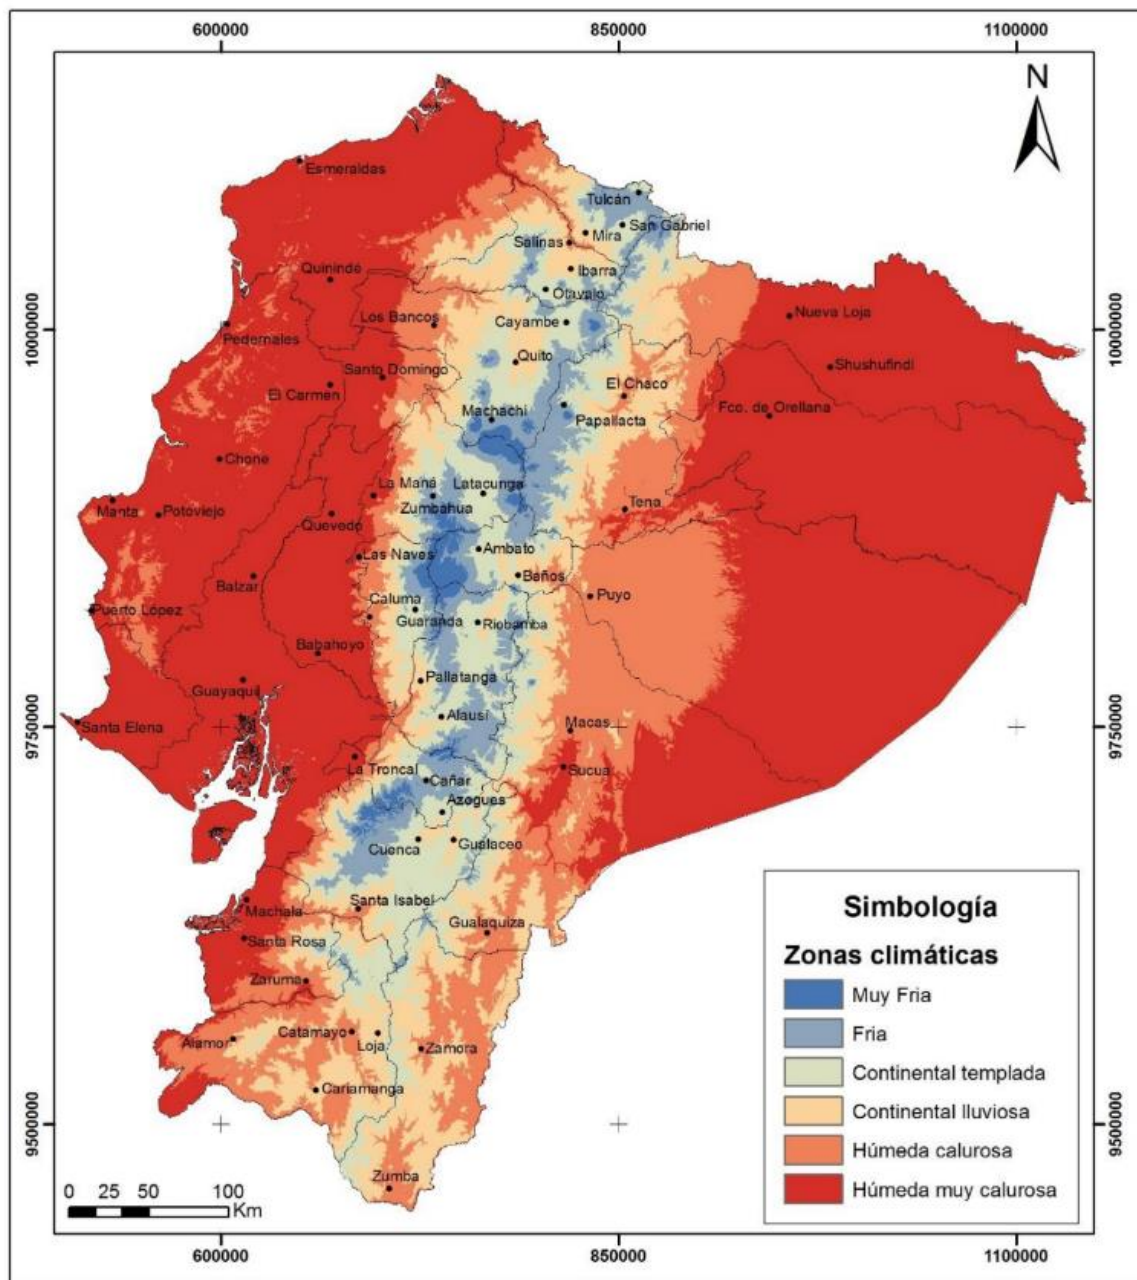 600000
850000
1100000
N
Esmeraldas
Tulcán
San Gabriel
Mira
Salinas
Quinindé
Ibarra
Otavalo
Los Bancos
Cayambe
Nueva Loja
10000000
10000000
Pedernales
Quito
Shushufindi
Santo Domingo
El Carmen
El Chaco
Machachi
Papallacta
Fco. de Orellana
Chone
La Maná
Latacunga
Manta
Potoviejo
Zumbahua
Tena
Quevedo
Ambato
Las Naves
Balzar
Baños
Caluma
Puyo
Puerto López
Guaranda
Riobamba
Babahoyo
Pallatanga
Guayaquil
Alausí
Macas
9750000
9750000
Santa Elena
La Troncal
Sucua
Cañar
Azogues
Cuenca
Gualaceo
Santa Isabel
Machala
Gualaquiza
Santa Rosa
Zaruma
Alamor
Catamayo
Loja
Zamora
Cariamanga
9500000
9500000
Zumba
0 25 50 100
Km
Simbología
Zonas climáticas
Muy Fria
Fria
Continental templada
Continental lluviosa
Húmeda calurosa
Húmeda muy calurosa
600000
850000
1100000